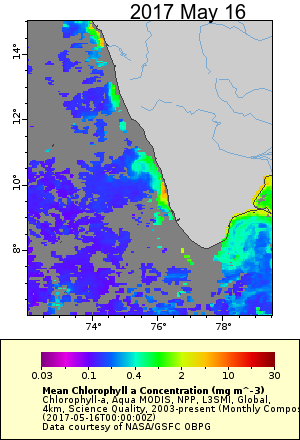 2017 May 16
14°
12°
10°
8°
74°
76°
78°
0.03 0.1 0.4 2 10 30
Mean Chlorophyll a Concentration (mg m^-3)
Chlorophyll-a, Aqua MODIS, NPP, L3SMI, Global,
4km, Science Quality, 2003-present (Monthly Compos
(2017-05-16T00:00:00Z)
Data courtesy of NASA/GSFC OBPG